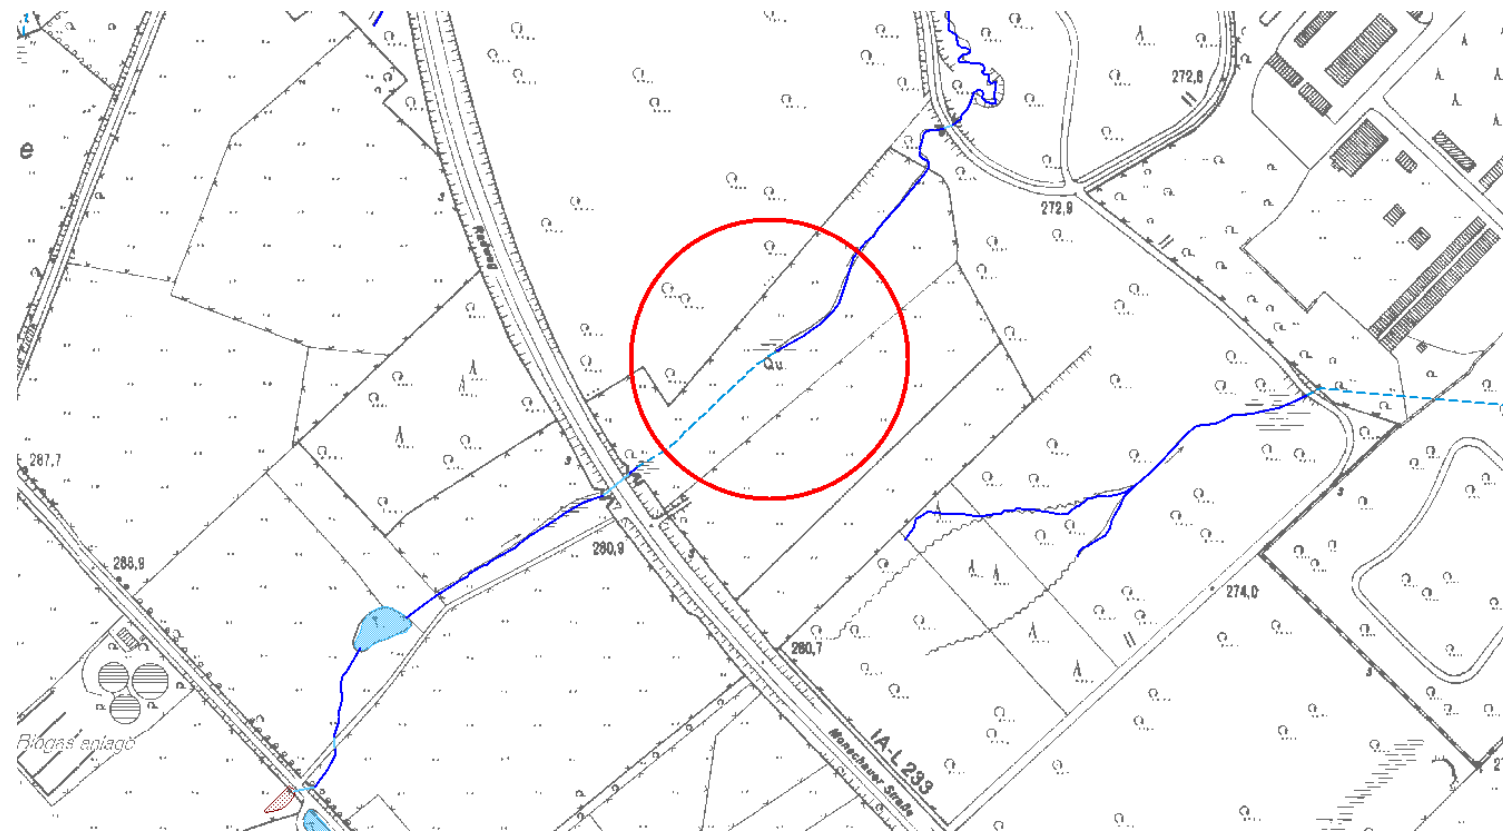 272,8
e
272,9
Radweg
Qu.
287,7
288,9
280,9
274,0
280,7
Biogas anlage
IA-L 233
Monschauer Straße